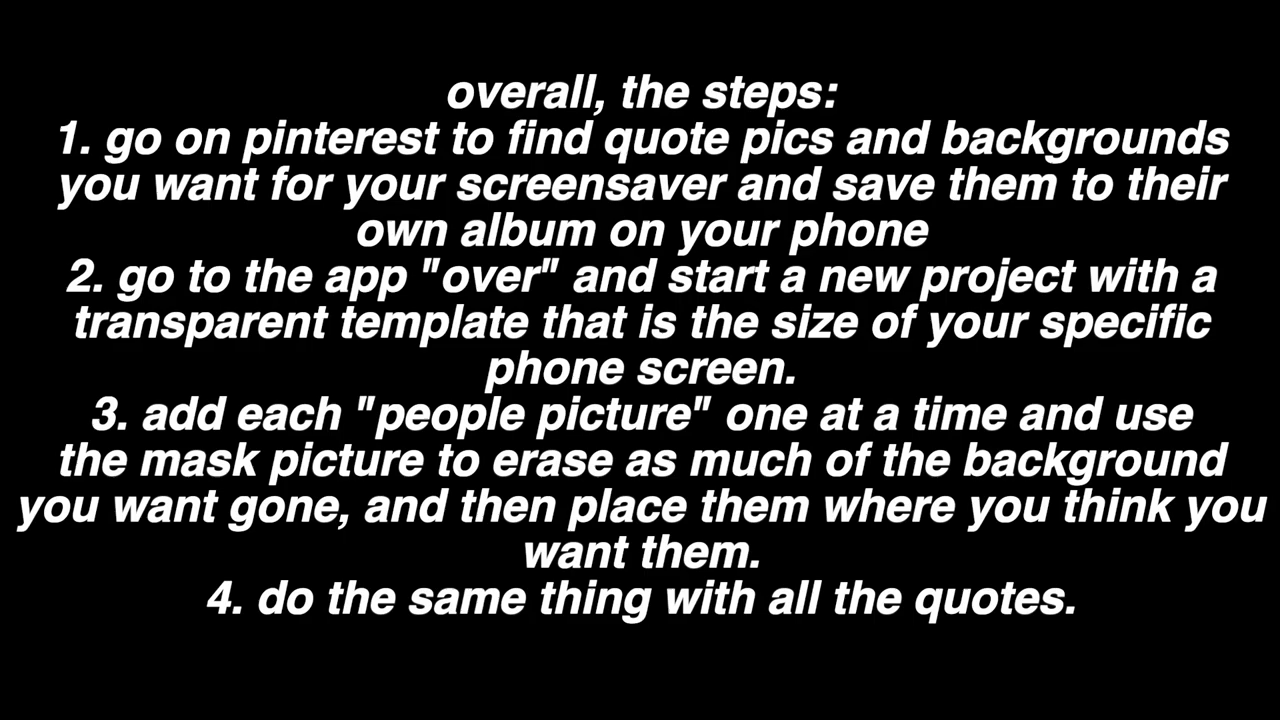 overall, the steps:
1. go on pinterest to find quote pics and backgrounds
you want for your screensaver and save them to their
own album on your phone
2. go to the app "over" and start a new project with a
transparent template that is the size of your specific
phone screen.
3. add each "people picture" one at a time and use
the mask picture to erase as much of the background
you want gone, and then place them where you think you
want them.
4. do the same thing with all the quotes.